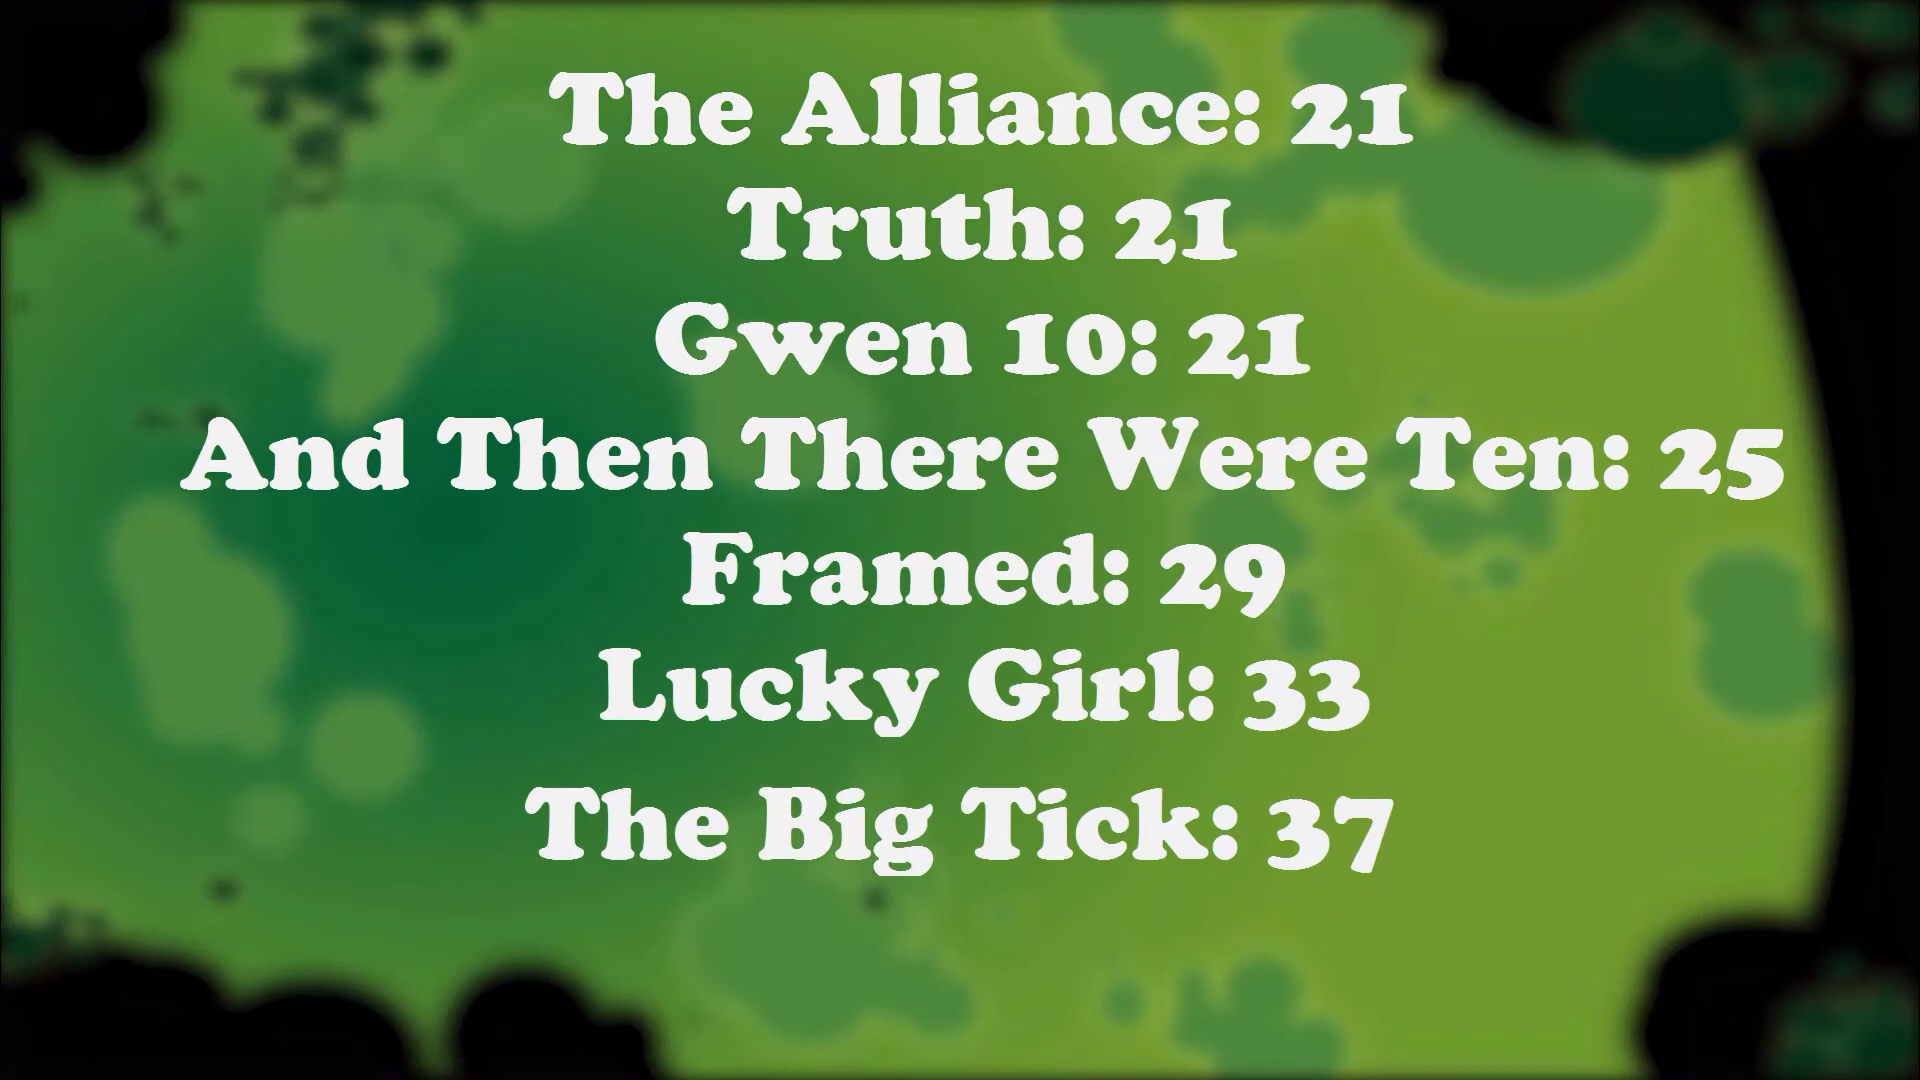 The Alliance: 21
Truth: 21
Gwen 10: 21
And Then There Were Ten: 25
Framed: 29
Lucky Girl: 33
The Big Tick: 37